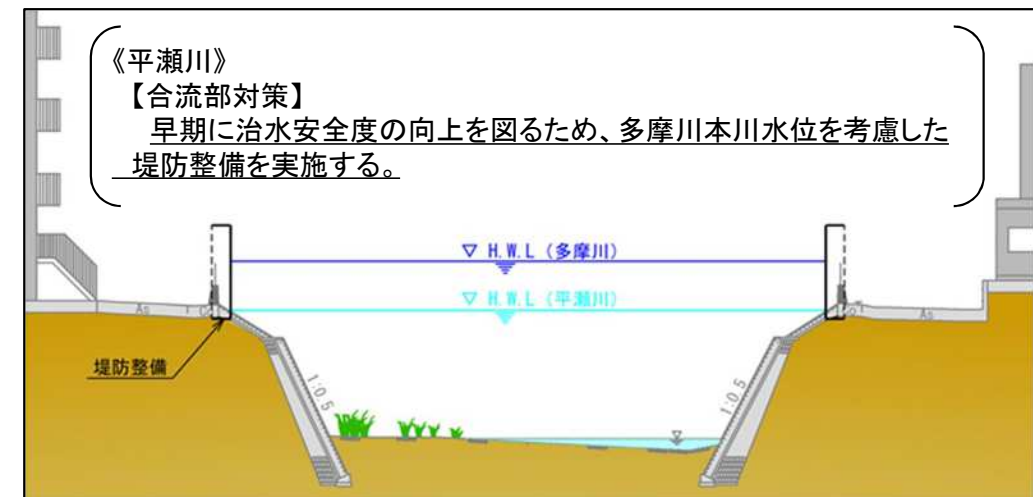 《平瀬川》
【合流部対策】
早期に治水安全度の向上を図るため、多摩川本川水位を考慮した
堤防整備を実施する。
▽ H.W.L (多摩川)
▽ H.W.L (平瀬川)
As
As
堤防整備
1:0.5
1:0.5